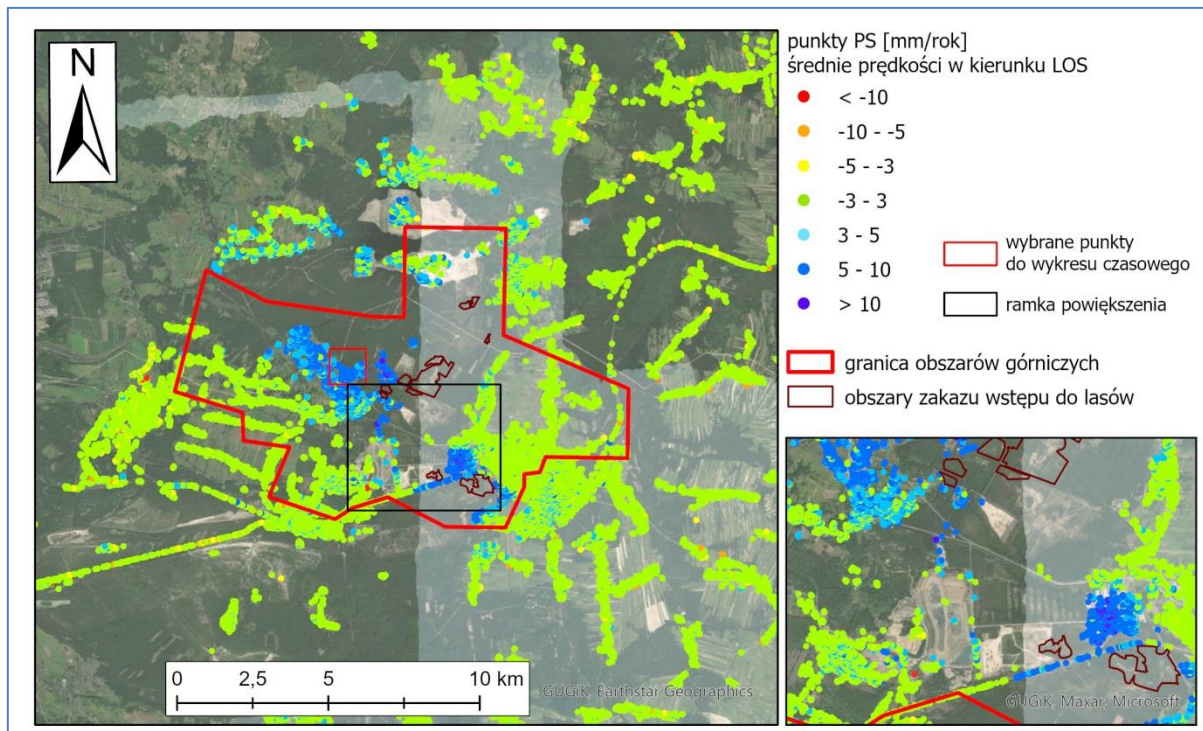 N
punkty PS [mm/rok]
średnie prędkości w kierunku LOS
< -10
-10 - -5
-5 - -3
-3 - 3
3 - 5
5 - 10
> 10
wybrane punkty
do wykresu czasowego
ramka powiększenia
granica obszarów górniczych
obszary zakazu wstępu do lasów
0 2,5 5 10 km
GUGiK, Earthstar Geographics
GUGiK, Maxar, Microsoft